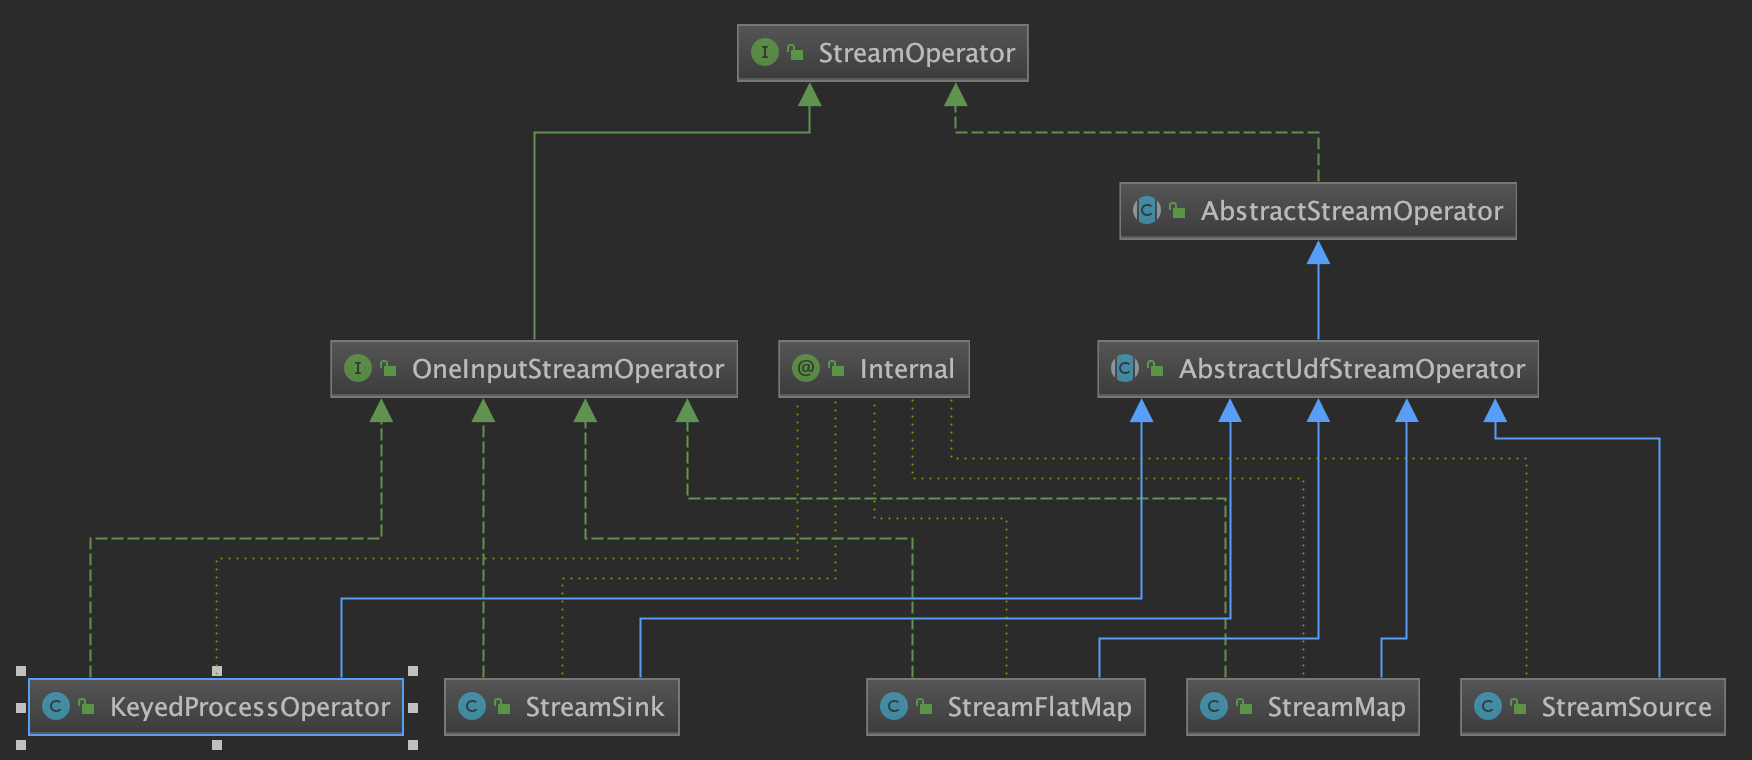 I StreamOperator
C AbstractStreamOperator
I OneInputStreamOperator
@ Internal
C AbstractUdfStreamOperator
C KeyedProcessOperator
C StreamSink
C StreamFlatMap
C StreamMap
C StreamSource